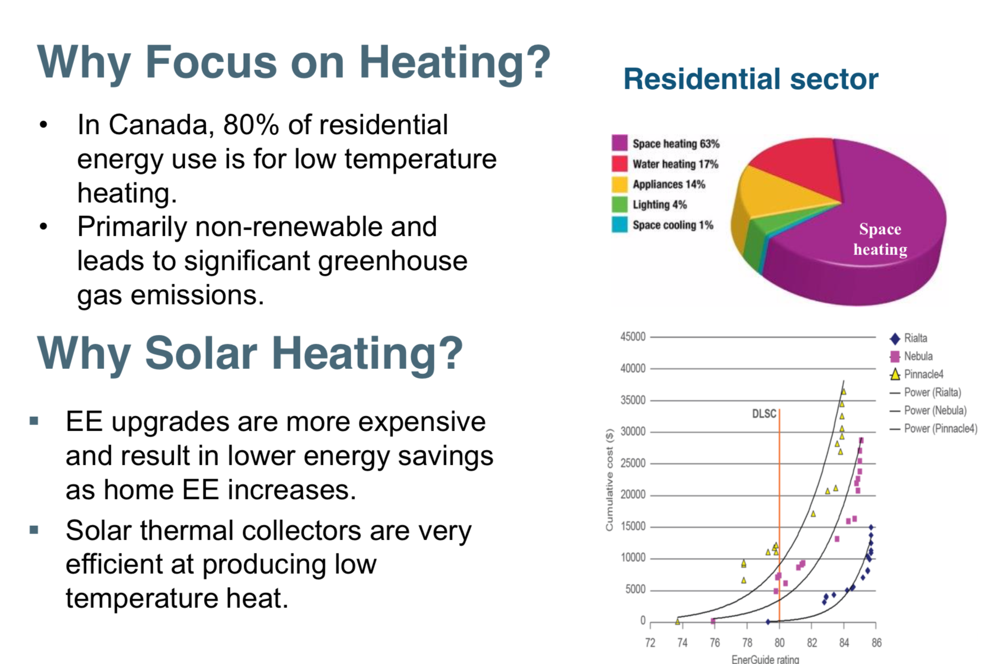 Why Focus on Heating?
• In Canada, 80% of residential
energy use is for low temperature
heating.
• Primarily non-renewable and
leads to significant greenhouse
gas emissions.
Why Solar Heating?
▪ EE upgrades are more expensive
and result in lower energy savings
as home EE increases.
▪ Solar thermal collectors are very
efficient at producing low
temperature heat.
Residential sector
Space heating 63%
Water heating 17%
Appliances 14%
Lighting 4%
Space cooling 1%
Space
heating
45000
40000
35000
30000
25000
20000
15000
10000
5000
0
Cumulative cost ($)
DLSC
72 74 76 78 80 82 84 86
EnerGuide rating
Rialta
Nebula
Pinnacle4
Power (Rialta)
Power (Nebula)
Power (Pinnacle4)